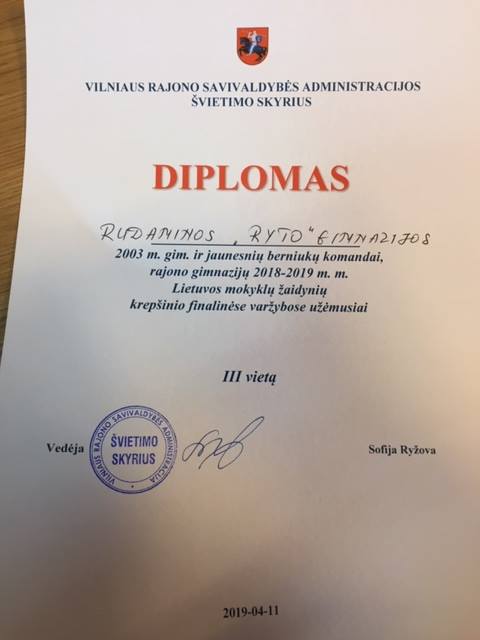 VILNIAUS RAJONO SAVIVALDYBĖS ADMINISTRACIJOS
ŠVIETIMO SKYRIUS
DIPLOMAS
RUDAMINOS „RYTO“ GIMNAZIJOS
2003 m. gim. ir jaunesnių berniukų komandai,
rajono gimnazijų 2018-2019 m. m.
Lietuvos mokyklų žaidynių
krepšinio finalinėse varžybose užėmusiai
III vietą
Vedėja
VILNIAUS RAJONO SAVIVALDYBĖS ADMINISTRACIJA
ŠVIETIMO
SKYRIUS
Sofija Ryžova
2019-04-11